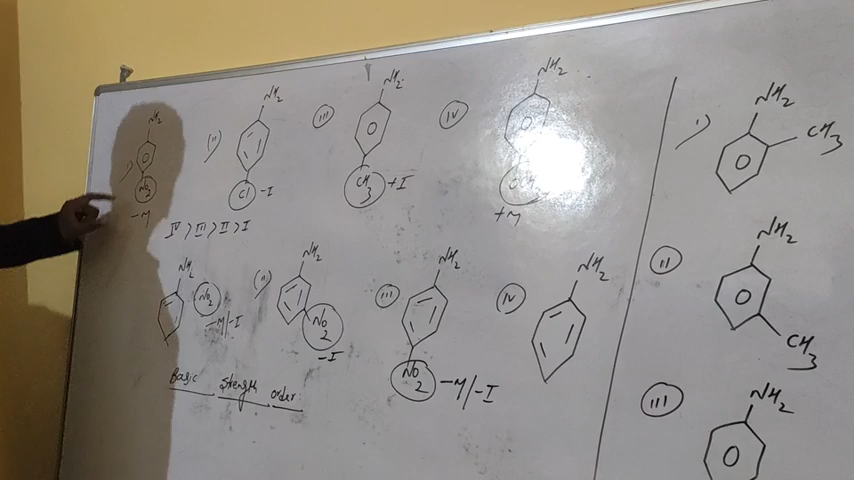 i) NH2 NO2 -M
(ii) NH2 Cl -I
(iii) NH2 CH3 +I
(iv) NH2 +M
IV > III > II > I
NH2 NO2 -M/-I
(ii) NH2 NO2 -I
(iii) NH2 NO2 -M/-I
(iv) NH2
Basic strength order
i) NH2 CH3
(ii) NH2 CH3
(iii) NH2